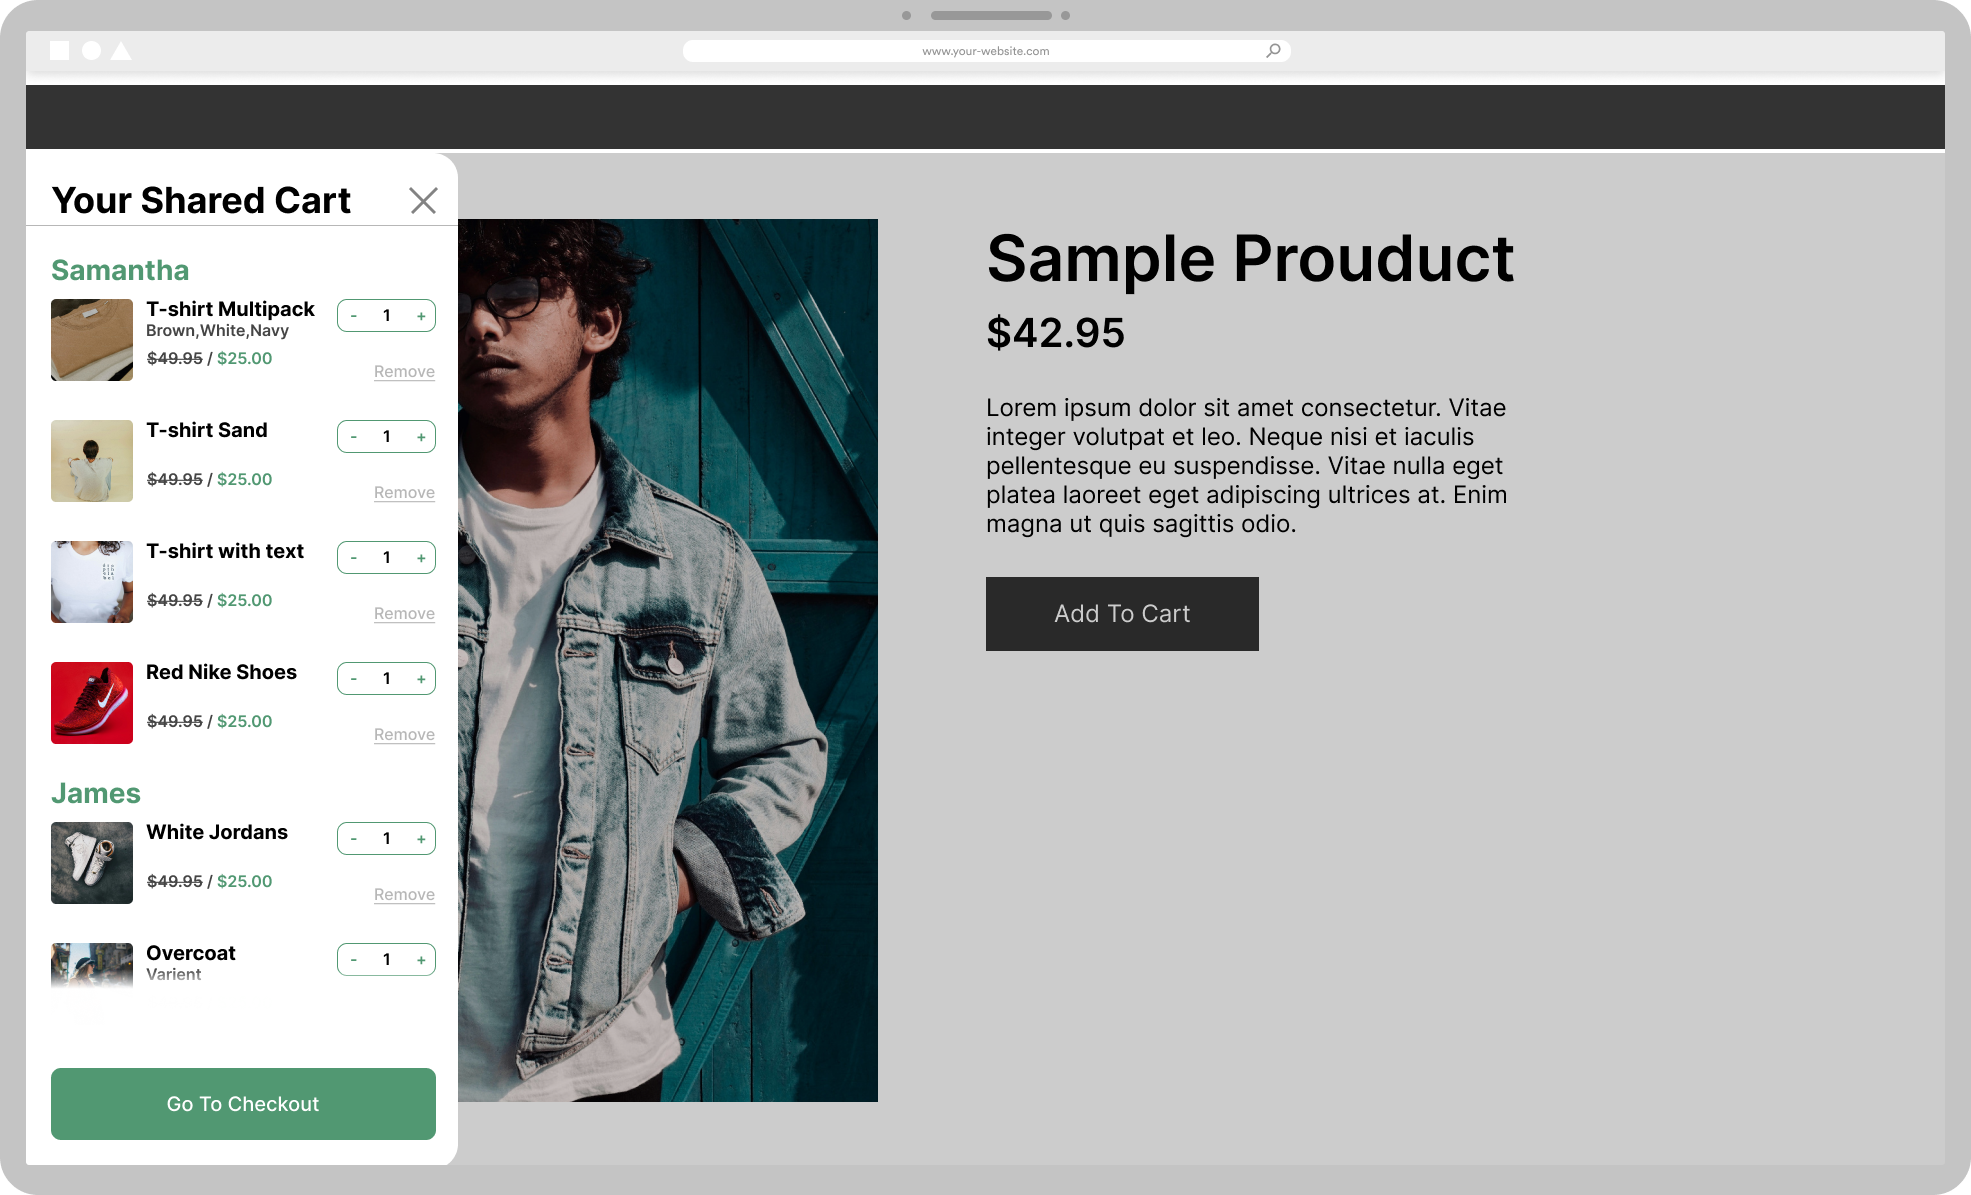 www.your-website.com
Your Shared Cart
Samantha
T-shirt Multipack
Brown,White,Navy
$49.95 / $25.00
- 1 +
Remove
T-shirt Sand
$49.95 / $25.00
- 1 +
Remove
T-shirt with text
$49.95 / $25.00
- 1 +
Remove
Red Nike Shoes
$49.95 / $25.00
- 1 +
Remove
James
White Jordans
$49.95 / $25.00
- 1 +
Remove
Overcoat
Varient
- 1 +
Go To Checkout
Sample Prouduct
$42.95
Lorem ipsum dolor sit amet consectetur. Vitae
integer volutpat et leo. Neque nisi et iaculis
pellentesque eu suspendisse. Vitae nulla eget
platea laoreet eget adipiscing ultrices at. Enim
magna ut quis sagittis odio.
Add To Cart